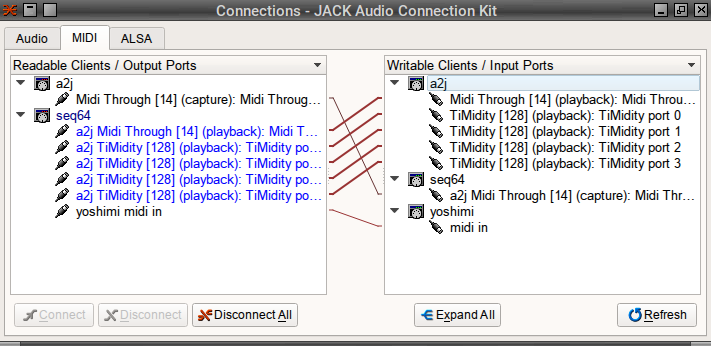 Connections - JACK Audio Connection Kit
Audio MIDI ALSA
Readable Clients / Output Ports
a2j
Midi Through [14] (capture): Midi Throug...
seq64
a2j Midi Through [14] (playback): Midi T...
a2j TiMidity [128] (playback): TiMidity po...
a2j TiMidity [128] (playback): TiMidity po...
a2j TiMidity [128] (playback): TiMidity po...
a2j TiMidity [128] (playback): TiMidity po...
yoshimi midi in
Writable Clients / Input Ports
a2j
Midi Through [14] (playback): Midi Throu...
TiMidity [128] (playback): TiMidity port 0
TiMidity [128] (playback): TiMidity port 1
TiMidity [128] (playback): TiMidity port 2
TiMidity [128] (playback): TiMidity port 3
seq64
a2j Midi Through [14] (capture): Midi Thr...
yoshimi
midi in
Connect Disconnect Disconnect All Expand All Refresh